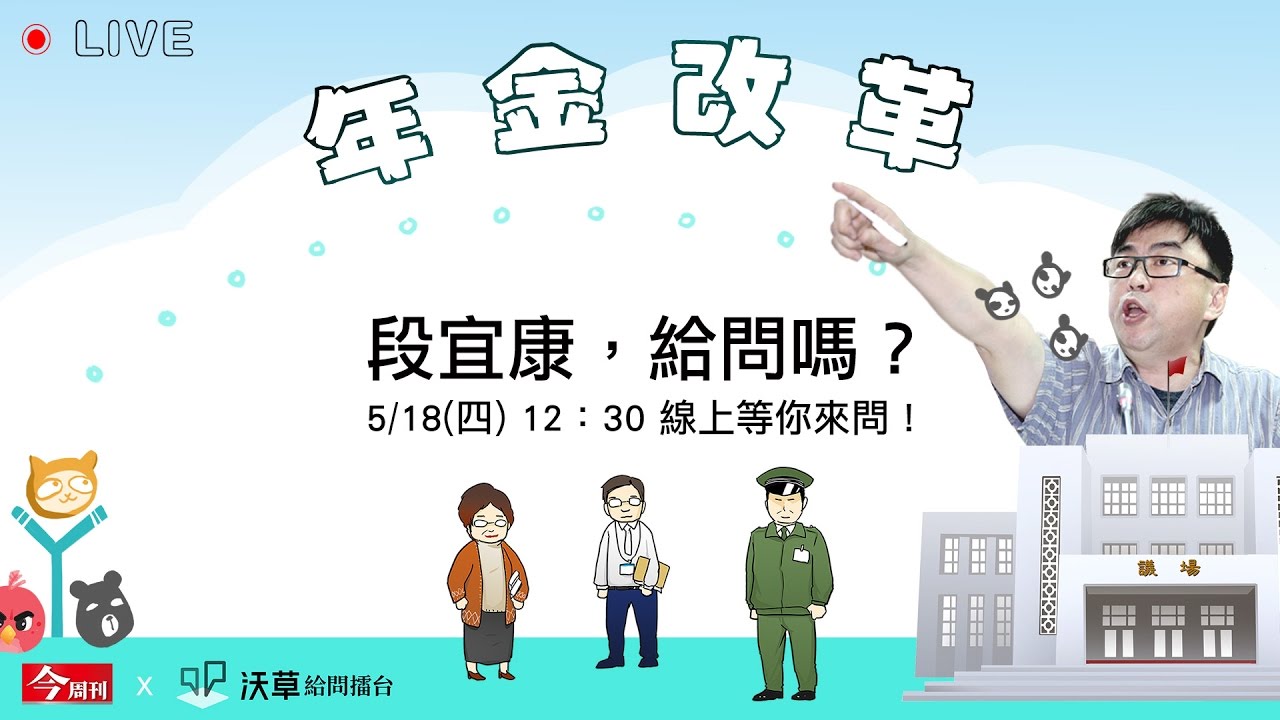 LIVE
年金改革
段宜康，給問嗎？
5/18(四) 12：30 線上等你來問！
議場
今周刊 X 沃草 給問擂台